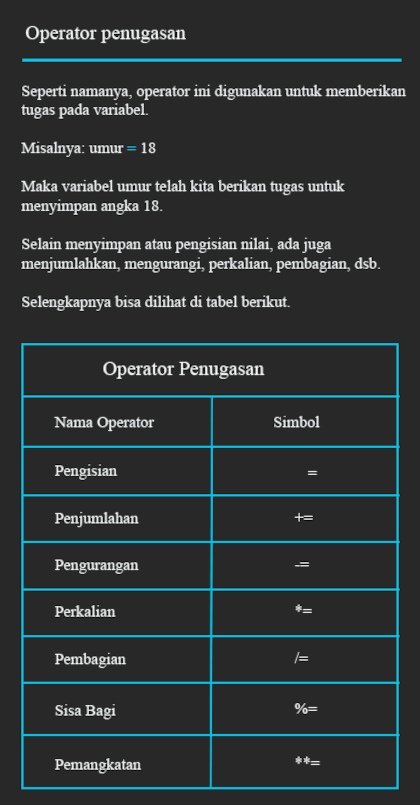 Operator penugasan
Seperti namanya, operator ini digunakan untuk memberikan
tugas pada variabel.
Misalnya: umur = 18
Maka variabel umur telah kita berikan tugas untuk
menyimpan angka 18.
Selain menyimpan atau pengisian nilai, ada juga
menjumlahkan, mengurangi, perkalian, pembagian, dsb.
Selengkapnya bisa dilihat di tabel berikut.
Operator Penugasan
Nama Operator Simbol
Pengisian =
Penjumlahan +=
Pengurangan -=
Perkalian *=
Pembagian /=
Sisa Bagi %=
Pemangkatan **=